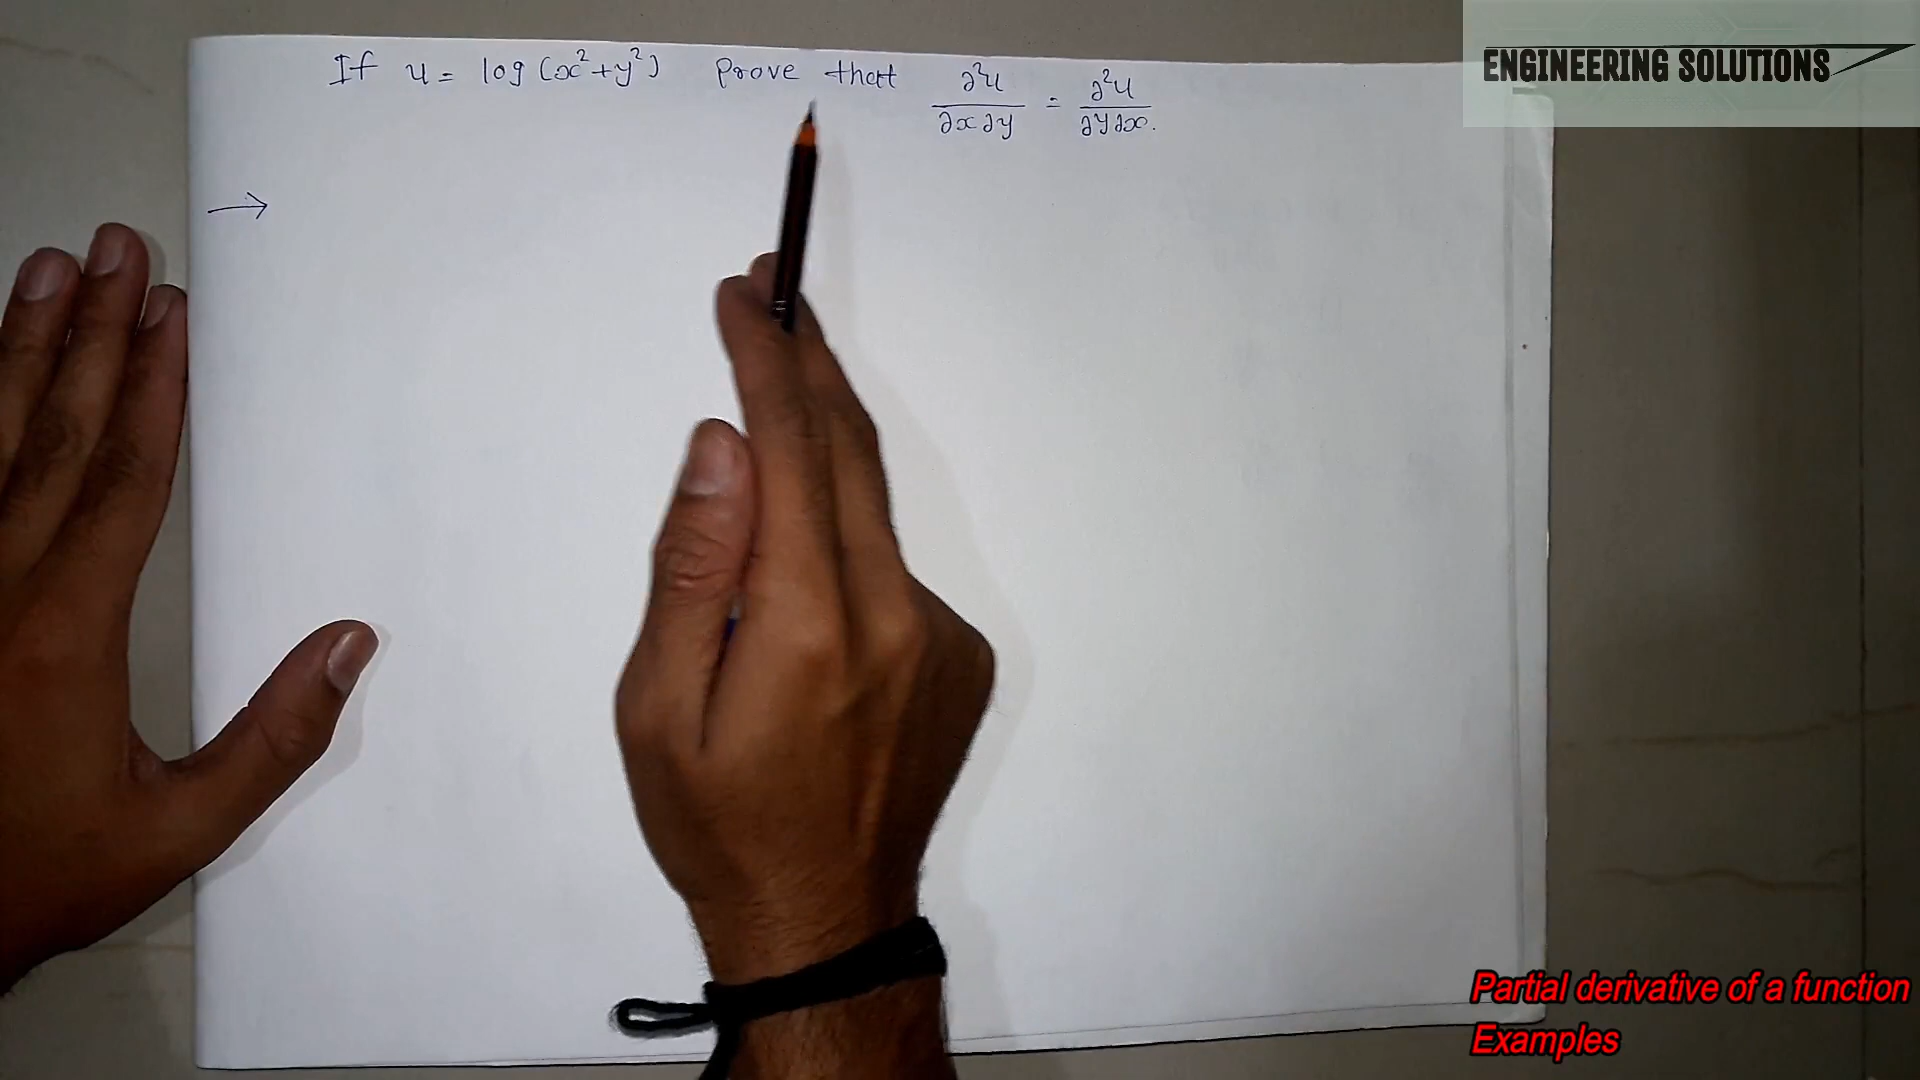 If u = log (x²+y²) prove that ∂²u/∂x∂y = ∂²u/∂y∂x.
→
ENGINEERING SOLUTIONS
Partial derivative of a function
Examples